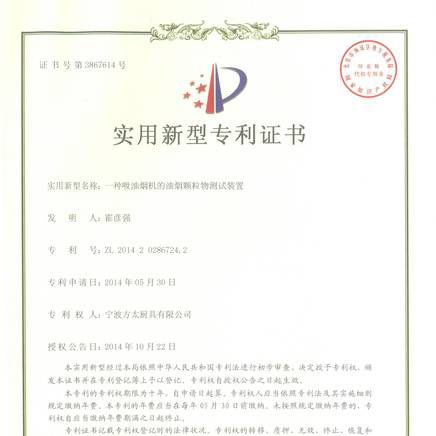 证书号第3867614号
实用新型专利证书
实用新型名称：一种吸油烟机的油烟颗粒物测试装置
发 明 人：霍彦强
专 利 号：ZL 2014 2 0286724.2
专利申请日：2014年05月30日
专 利 权 人：宁波方太厨具有限公司
授权公告日：2014年10月22日
本实用新型经过本局依照中华人民共和国专利法进行初步审查，决定授予专利权，颁
发本证书并在专利登记簿上予以登记。专利权自授权公告之日起生效。
本专利的专利权期限为十年，自申请日起算。专利权人应当依照专利法及其实施细则
规定缴纳年费。本专利的年费应当在每年05月30日前缴纳。未按照规定缴纳年费的，专
利权自应当缴纳年费期满之日起终止。
专利证书记载专利权登记时的法律状况。专利权的转移、质押、无效、终止、恢复和